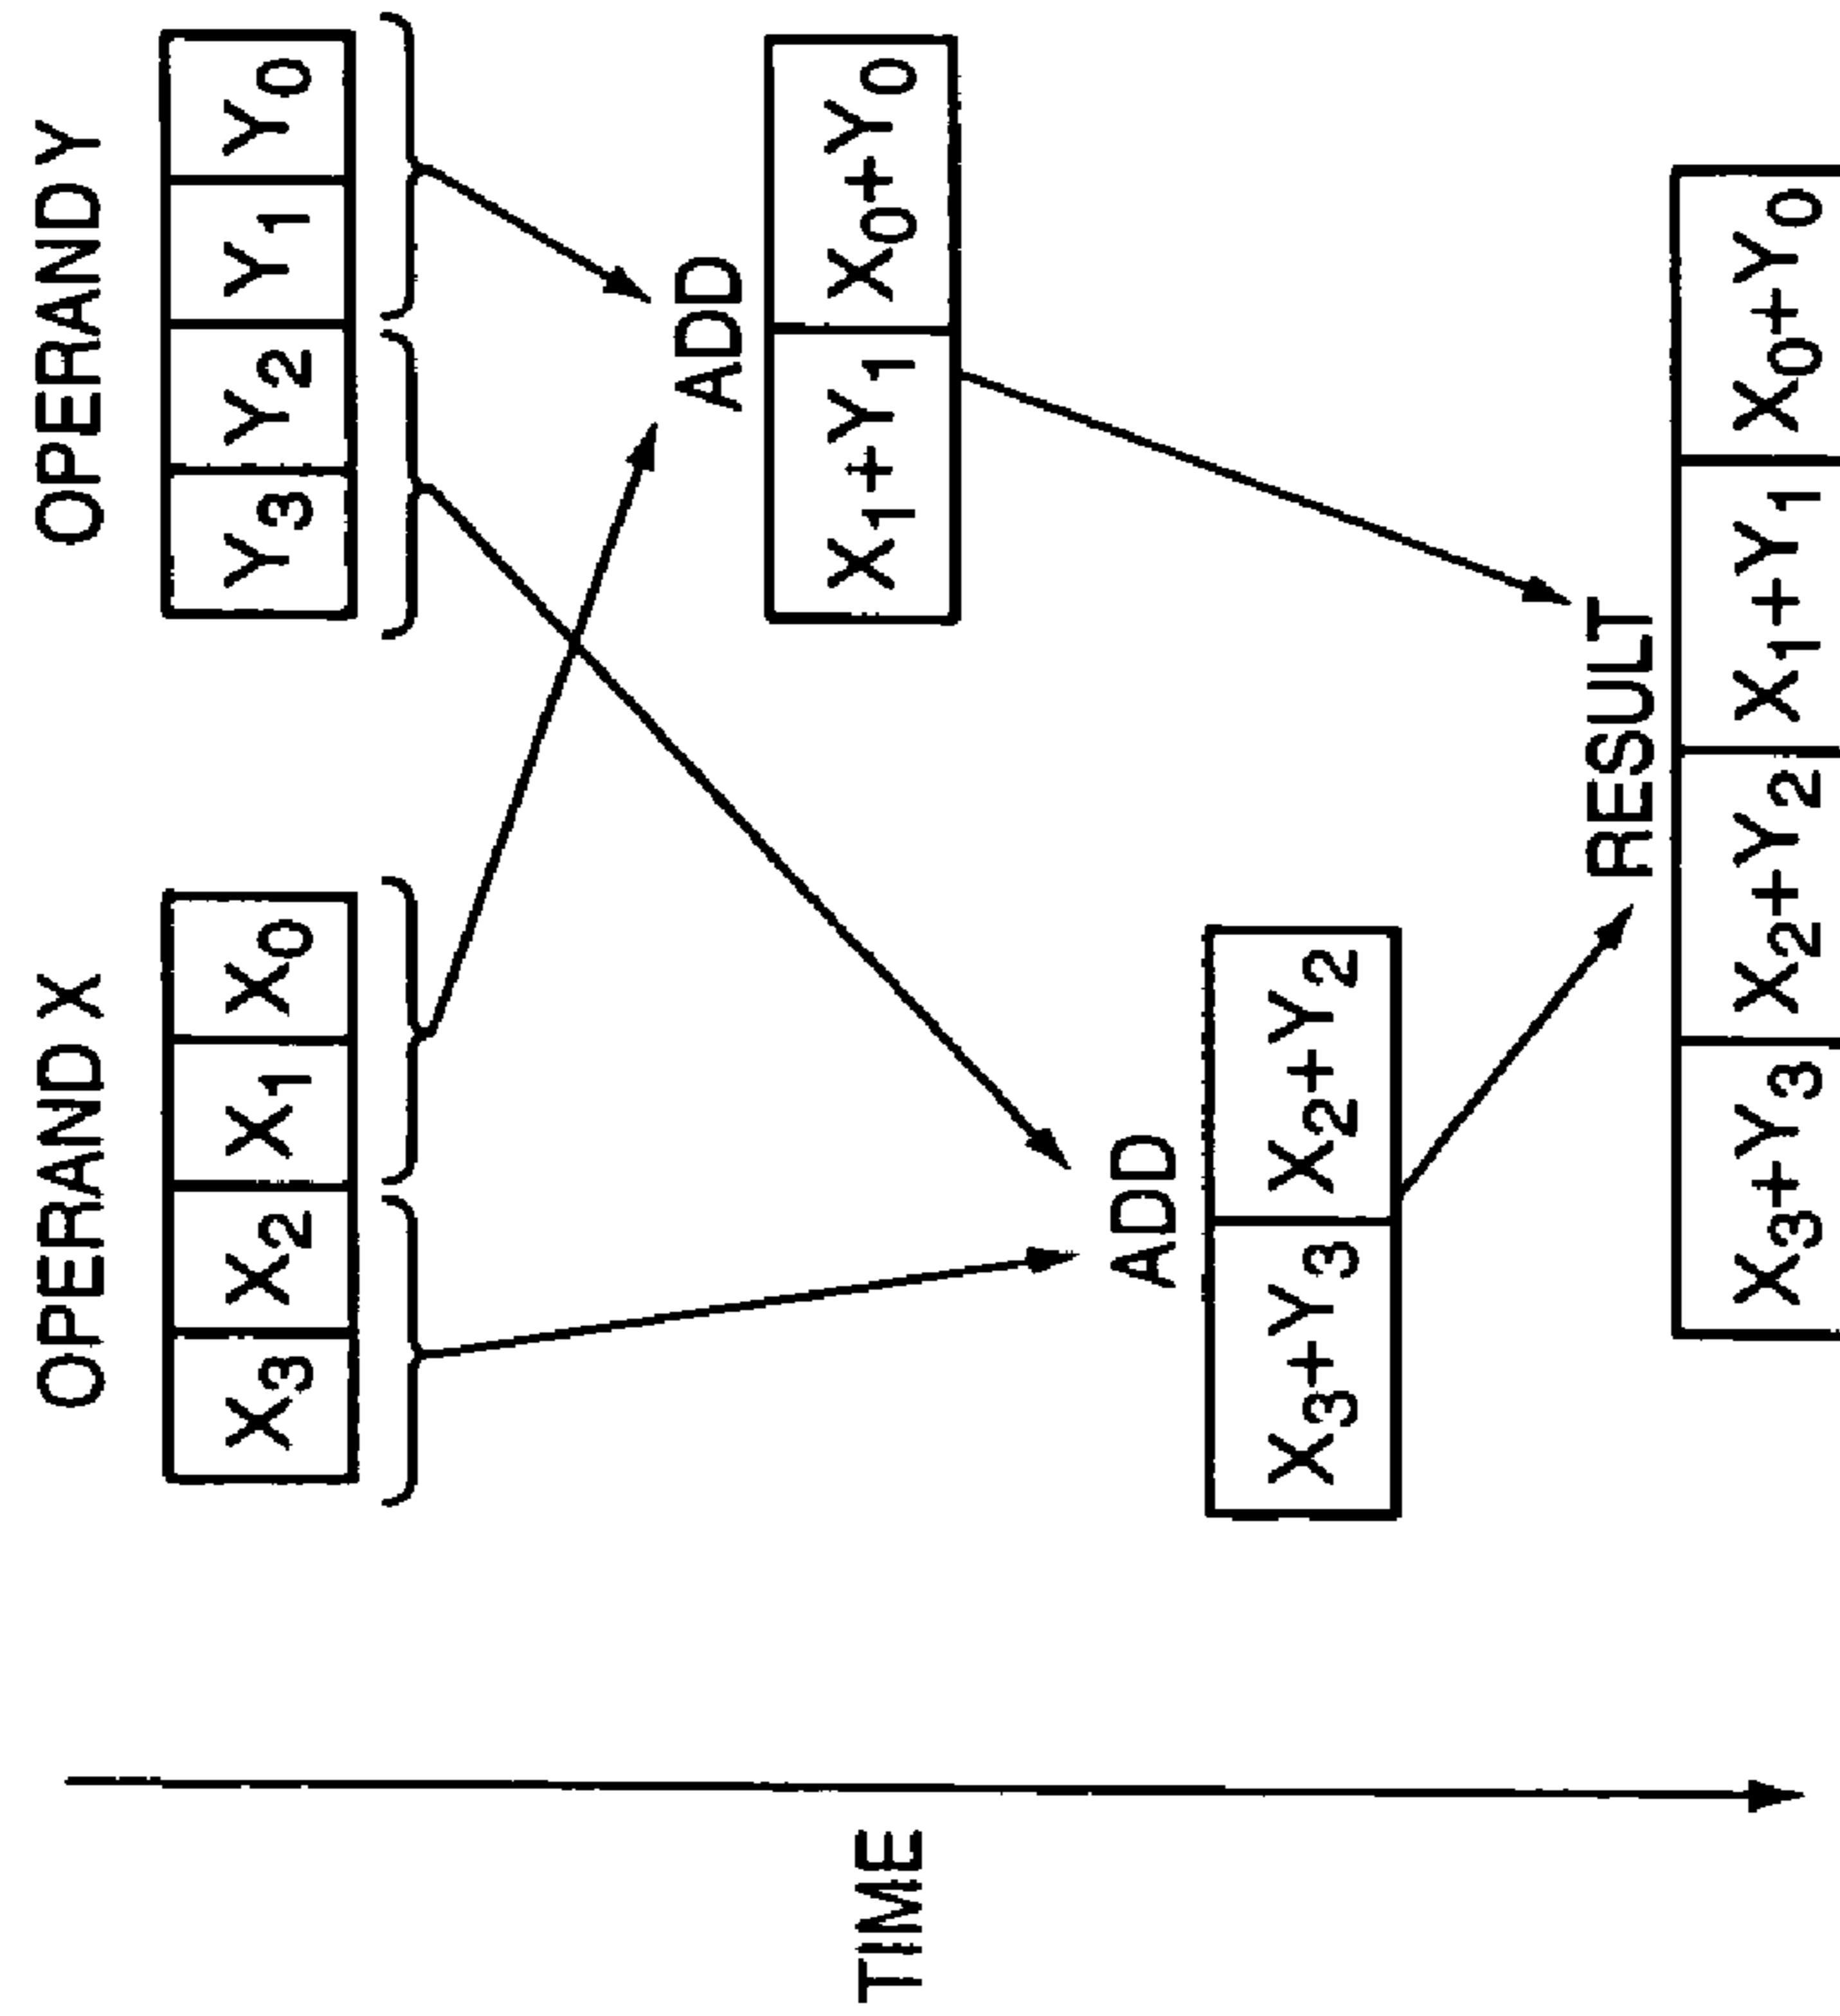 OPERAND X
X3 X2 X1 X0
OPERAND Y
Y3 Y2 Y1 Y0
ADD
X1+Y1 X0+Y0
ADD
X3+Y3 X2+Y2
RESULT
X3+Y3 X2+Y2 X1+Y1 X0+Y0
TIME